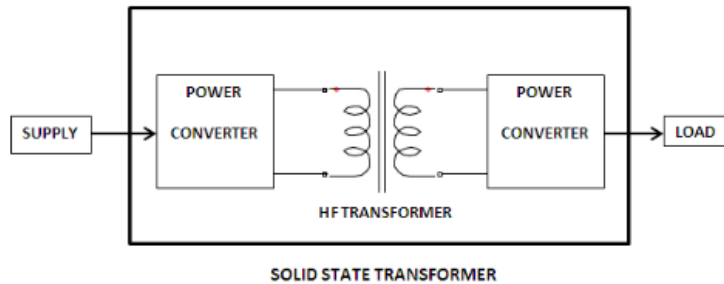 POWER
CONVERTER
POWER
CONVERTER
SUPPLY
LOAD
HF TRANSFORMER
SOLID STATE TRANSFORMER